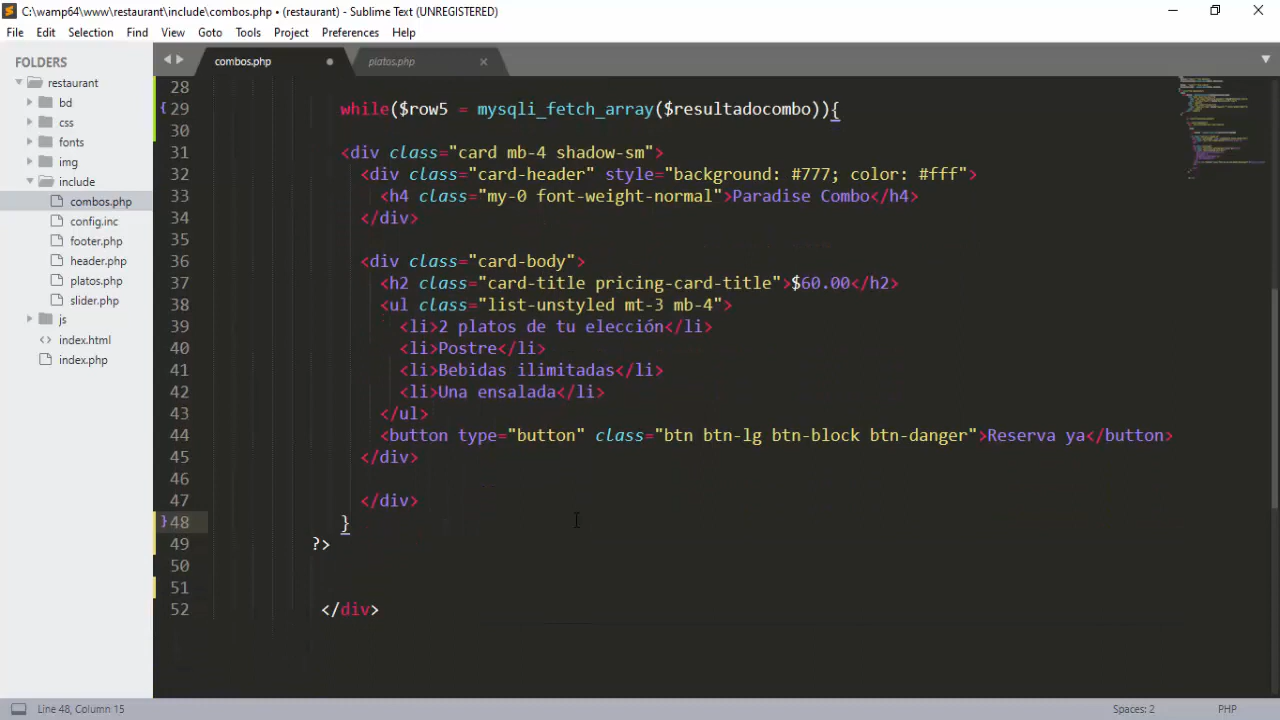 C:\wamp64\www\restaurant\include\combos.php • (restaurant) - Sublime Text (UNREGISTERED)
File Edit Selection Find View Goto Tools Project Preferences Help
FOLDERS
restaurant
bd
css
fonts
img
include
combos.php
config.inc
footer.php
header.php
platos.php
slider.php
js
index.html
index.php
combos.php platos.php
28
29 while($row5 = mysqli_fetch_array($resultadocombo)){
30
31 <div class="card mb-4 shadow-sm">
32 <div class="card-header" style="background: #777; color: #fff">
33 <h4 class="my-0 font-weight-normal">Paradise Combo</h4>
34 </div>
35
36 <div class="card-body">
37 <h2 class="card-title pricing-card-title">$60.00</h2>
38 <ul class="list-unstyled mt-3 mb-4">
39 <li>2 platos de tu elección</li>
40 <li>Postre</li>
41 <li>Bebidas ilimitadas</li>
42 <li>Una ensalada</li>
43 </ul>
44 <button type="button" class="btn btn-lg btn-block btn-danger">Reserva ya</button>
45 </div>
46
47 </div>
48 }
49 ?>
50
51
52 </div>
Line 48, Column 15 Spaces: 2 PHP